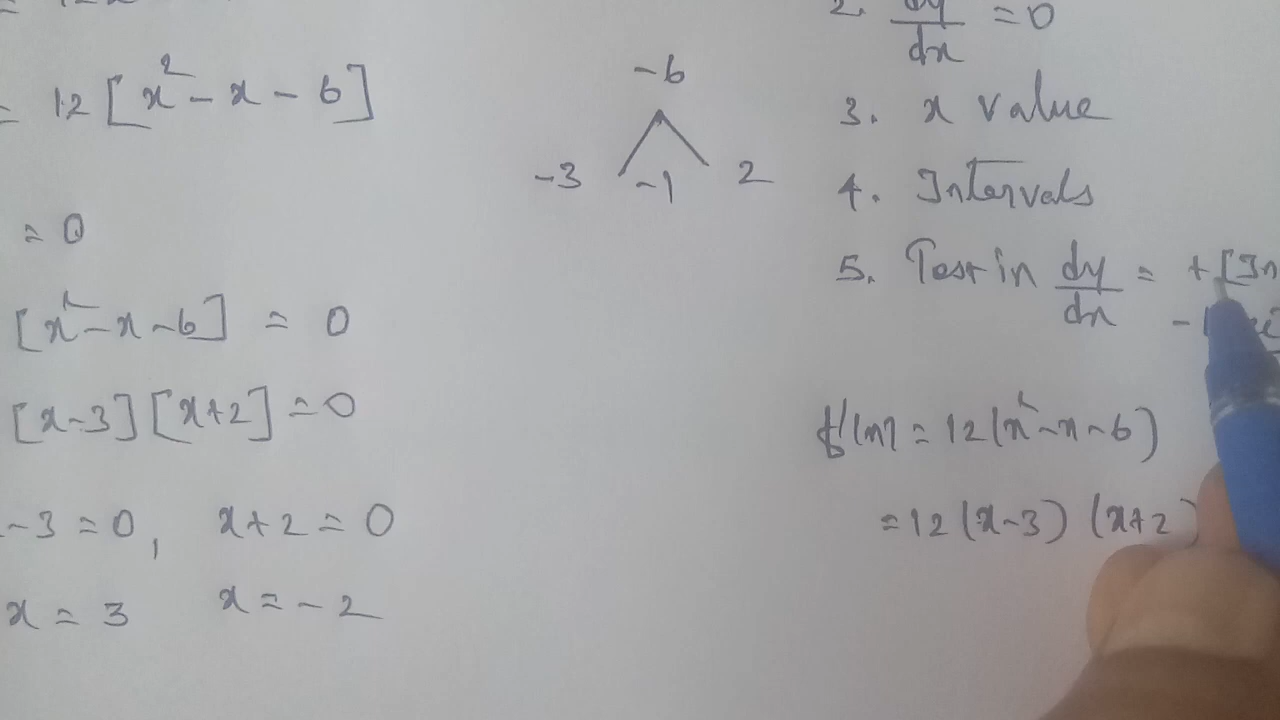 = 12 [x² - x - 6]
= 0
[x² - x - 6] = 0
[x - 3] [x + 2] = 0
- 3 = 0, x + 2 = 0
x = 3 x = - 2
-6
-3 -1 2
2. dy/dx = 0
3. x value
4. Intervals
5. Test in dy/dx = + [In
-
f'(x) = 12(x² - x - 6)
= 12 (x - 3) (x + 2)